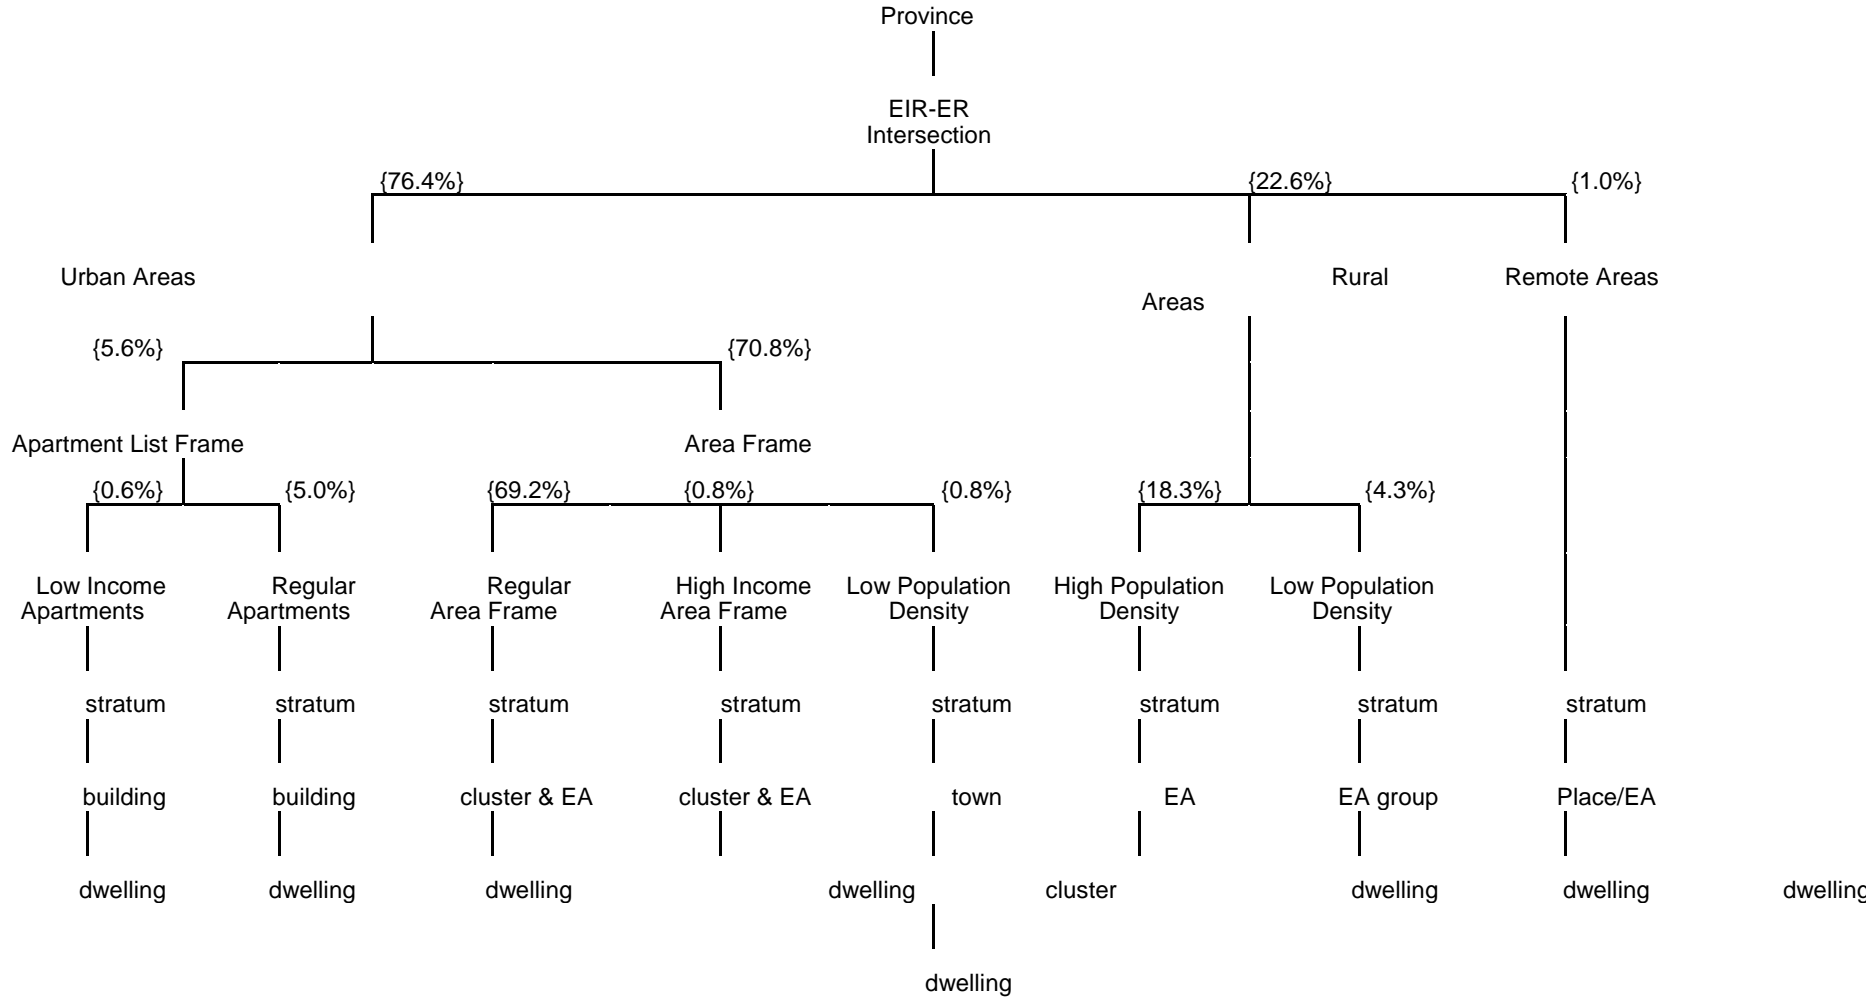 Province
EIR-ER
Intersection
{76.4%} {22.6%} {1.0%}
Urban Areas Rural Remote Areas
Areas
{5.6%} {70.8%}
Apartment List Frame Area Frame
{0.6%} {5.0%} {69.2%} {0.8%} {0.8%} {18.3%} {4.3%}
Low Income Regular Regular High Income Low Population High Population Low Population
Apartments Apartments Area Frame Area Frame Density Density Density
stratum stratum stratum stratum stratum stratum stratum stratum
building building cluster & EA cluster & EA town EA EA group Place/EA
dwelling dwelling dwelling dwelling cluster dwelling dwelling dwelling
dwelling